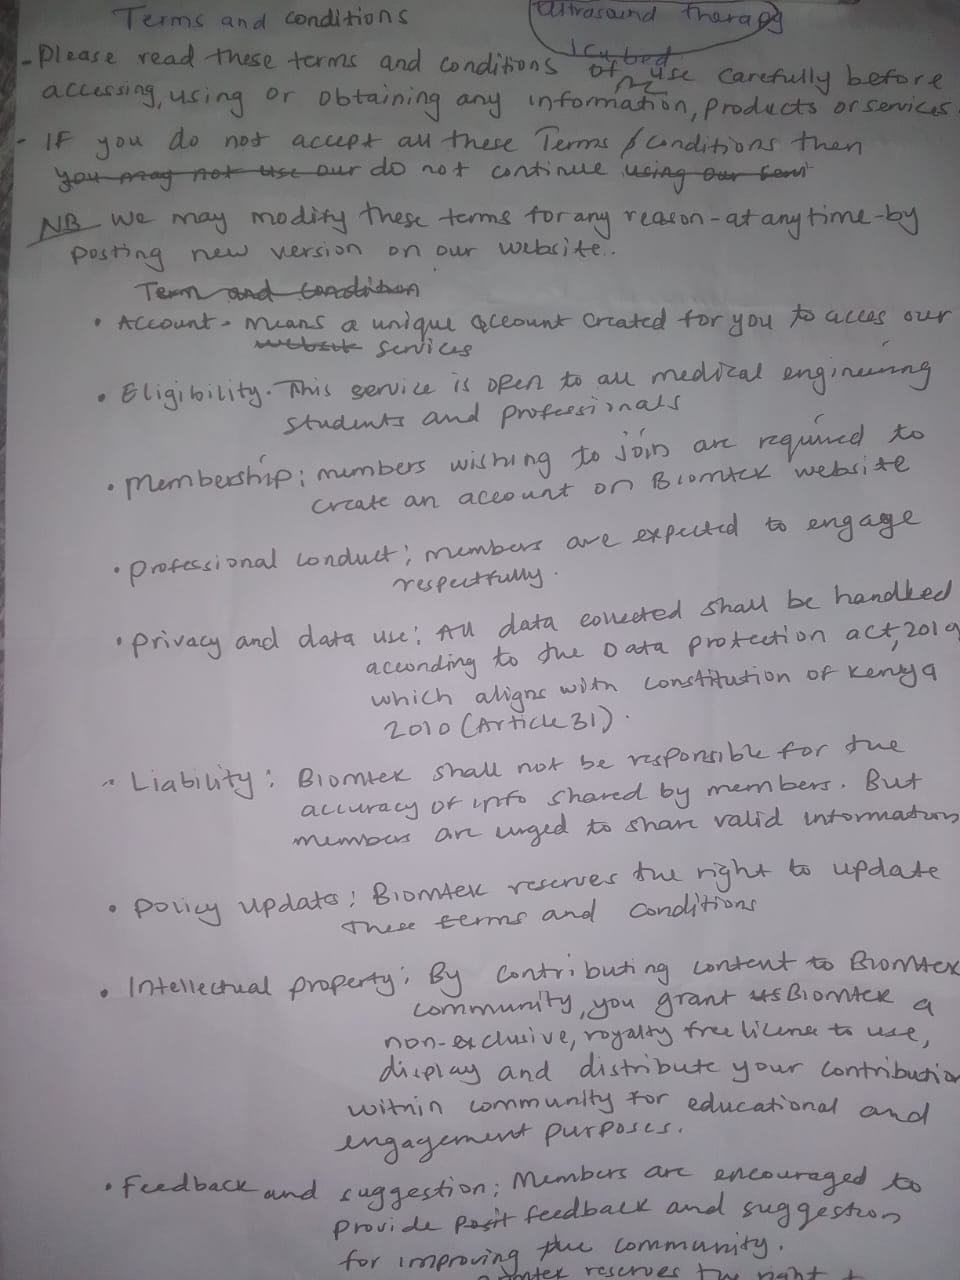 Terms and conditions
Ultrasound therapy
ICU bed
- Please read these terms and conditions of use carefully before
accessing, using or obtaining any information, products or services.
- IF you do not accept all these Terms & Conditions then
you may not use our do not continue using our servi
NB We may modify these terms for any reason - at any time - by
posting new version on our website..
Term and Condition
• Account - Means a unique account created for you to acces our
website services
• Eligibility. This service is open to all medical engineering
students and professionals
• Membership; members wishing to join are required to
create an account on BiomteK website
• Professional conduct; members are expected to engage
respectfully.
• Privacy and data use: All data collected shall be handled
according to the Data protection act, 2019
which aligns with constitution of Kenya
2010 (Article 31).
• Liability: Biomtek shall not be responsible for the
accuracy of info shared by members. But
members are urged to share valid information
• Policy updates; Biomtek reserves the right to update
these terms and conditions
• Intellectual property; By contributing content to Biomtek
community, you grant us Biomtek a
non-exclusive, royalty free license to use,
display and distribute your contribution
within community for educational and
engagement purposes.
• Feedback and suggestion; Members are encouraged to
provide feedback and suggestion
for improving the community.
reserves the right t